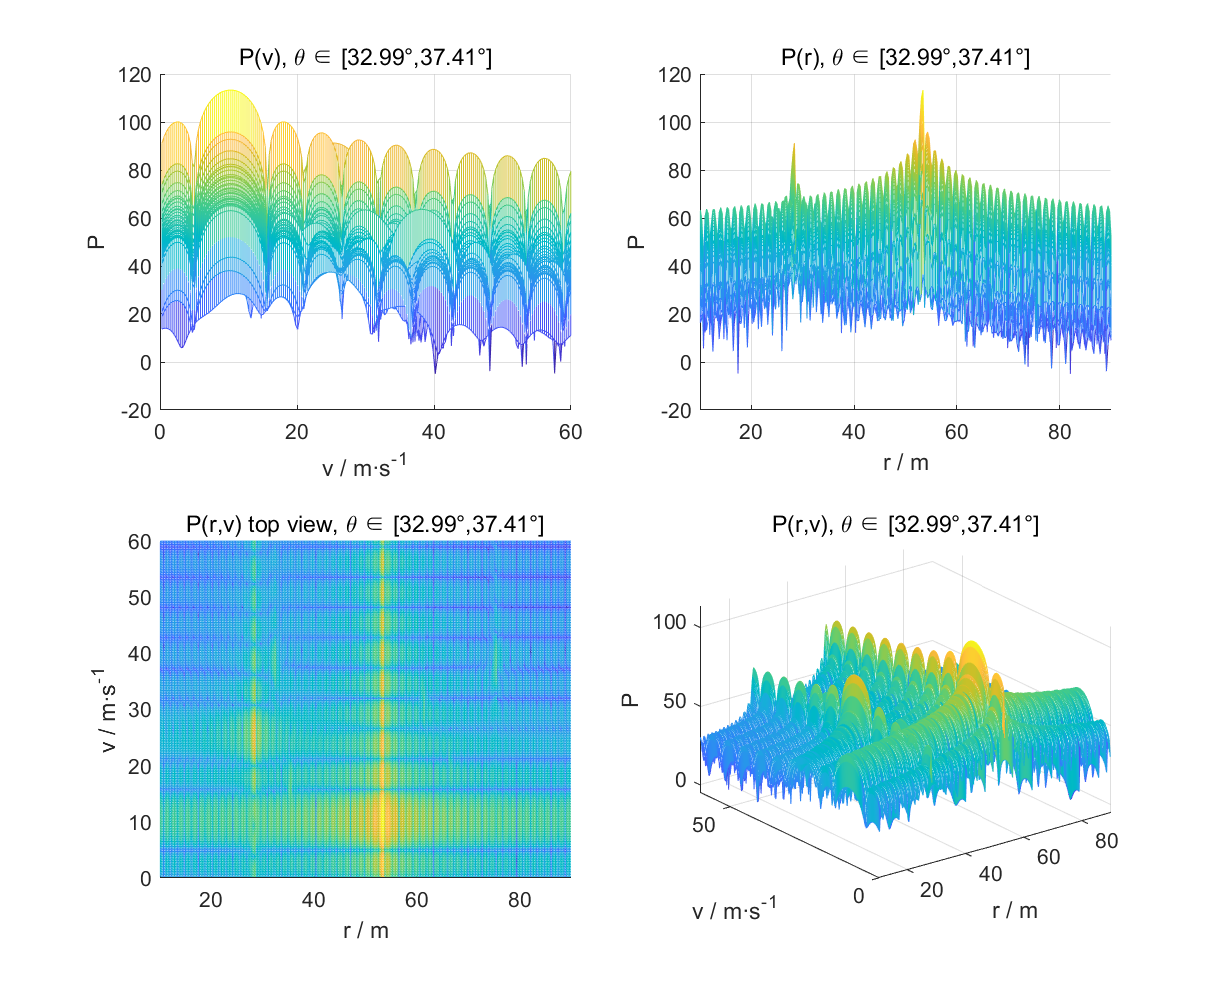 P(v), θ ∈ [32.99°,37.41°]
120
100
80
60
40
20
0
-20
P
0 20 40 60
v / m·s-1
P(r), θ ∈ [32.99°,37.41°]
120
100
80
60
40
20
0
-20
P
20 40 60 80
r / m
P(r,v) top view, θ ∈ [32.99°,37.41°]
60
50
40
30
20
10
0
v / m·s-1
20 40 60 80
r / m
P(r,v), θ ∈ [32.99°,37.41°]
100
50
0
P
50
0
v / m·s-1
20 40 60 80
r / m